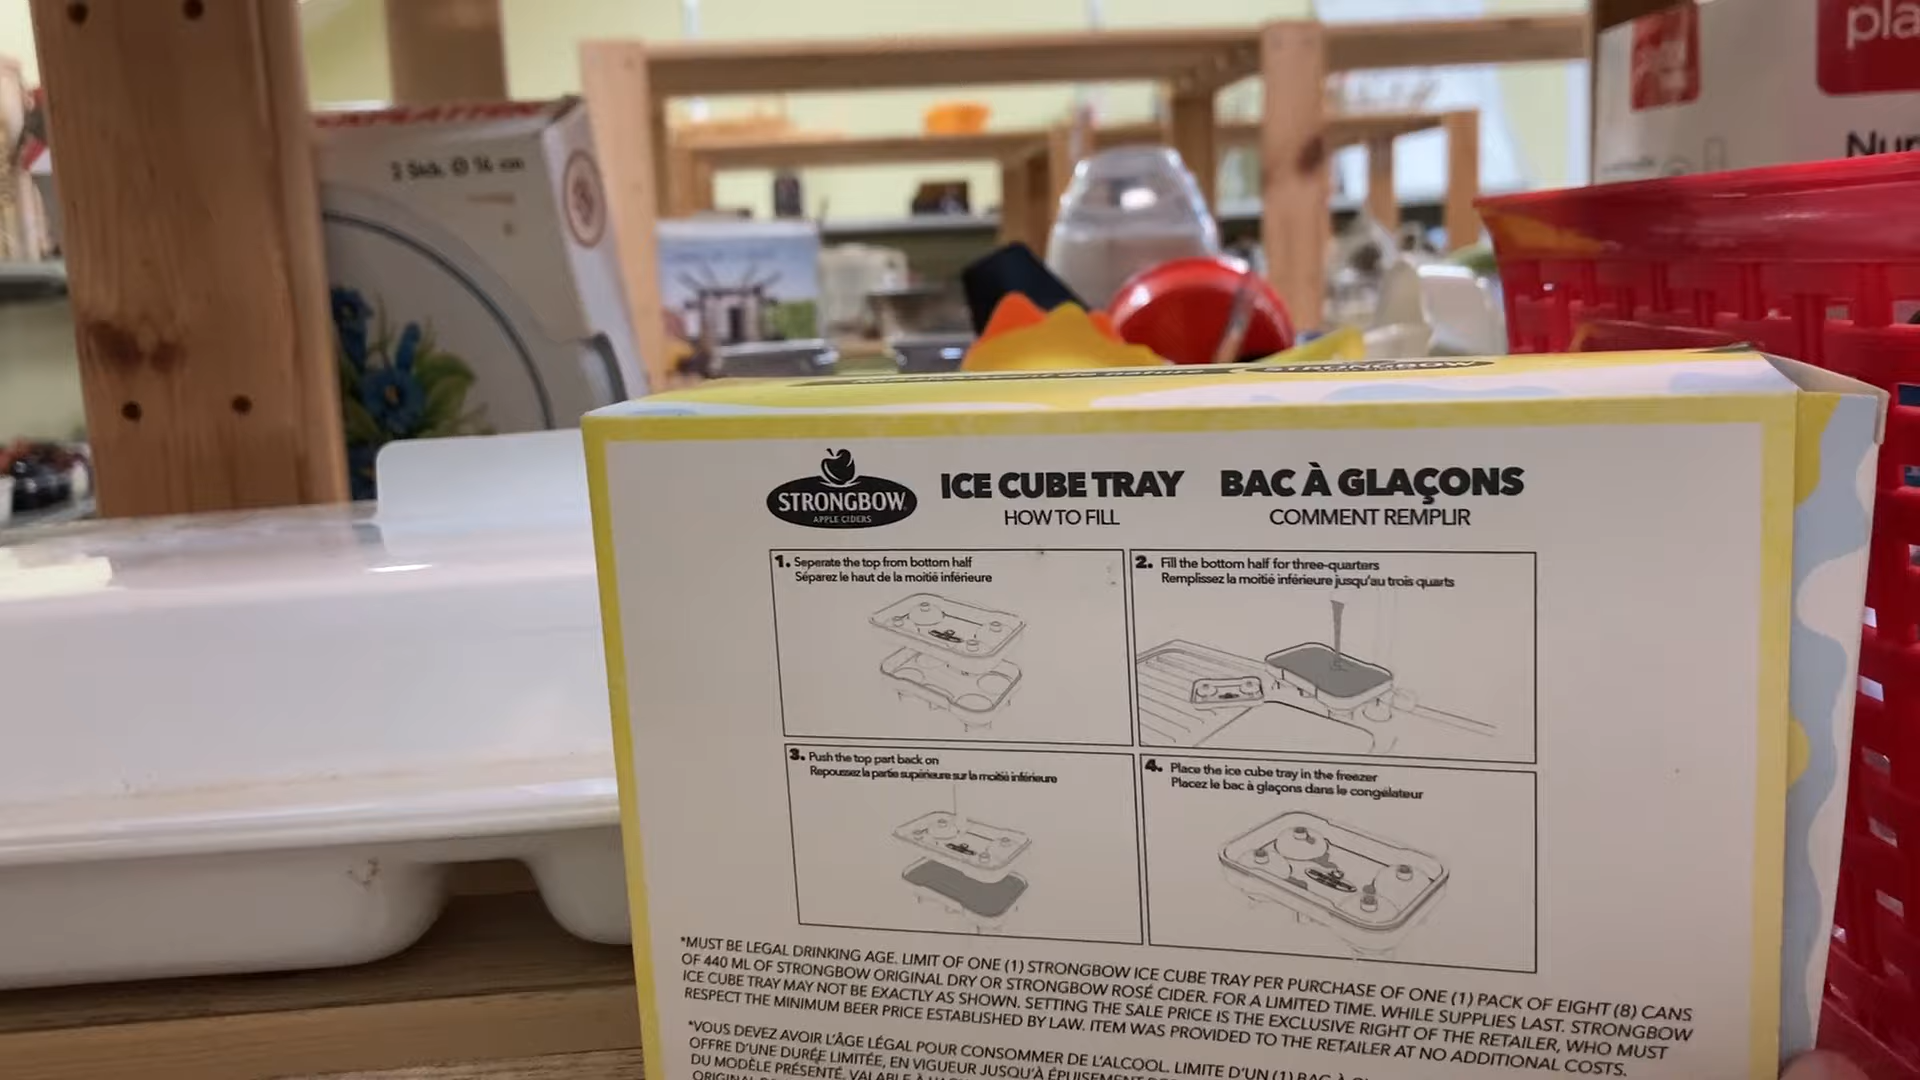 pla
Nur
2 Stck. Ø 16 cm
STRONGBOW
STRONGBOW
APPLE CIDERS
ICE CUBE TRAY
HOW TO FILL
BAC À GLAÇONS
COMMENT REMPLIR
1. Seperate the top from bottom half
Séparez le haut de la moitié inférieure
2. Fill the bottom half for three-quarters
Remplissez la moitié inférieure jusqu'au trois quarts
3. Push the top part back on
Repoussez la partie supérieure sur la moitié inférieure
4. Place the ice cube tray in the freezer
Placez le bac à glaçons dans le congélateur
*MUST BE LEGAL DRINKING AGE. LIMIT OF ONE (1) STRONGBOW ICE CUBE TRAY PER PURCHASE OF ONE (1) PACK OF EIGHT (8) CANS
OF 440 ML OF STRONGBOW ORIGINAL DRY OR STRONGBOW ROSÉ CIDER. FOR A LIMITED TIME. WHILE SUPPLIES LAST. STRONGBOW
ICE CUBE TRAY MAY NOT BE EXACTLY AS SHOWN. SETTING THE SALE PRICE IS THE EXCLUSIVE RIGHT OF THE RETAILER, WHO MUST
RESPECT THE MINIMUM BEER PRICE ESTABLISHED BY LAW. ITEM WAS PROVIDED TO THE RETAILER AT NO ADDITIONAL COSTS.
*VOUS DEVEZ AVOIR L'ÂGE LÉGAL POUR CONSOMMER DE L'ALCOOL. LIMITE D'UN (1) BAC À
OFFRE D'UNE DURÉE LIMITÉE, EN VIGUEUR JUSQU'À ÉPUISEMENT
DU MODÈLE PRÉSENTÉ.